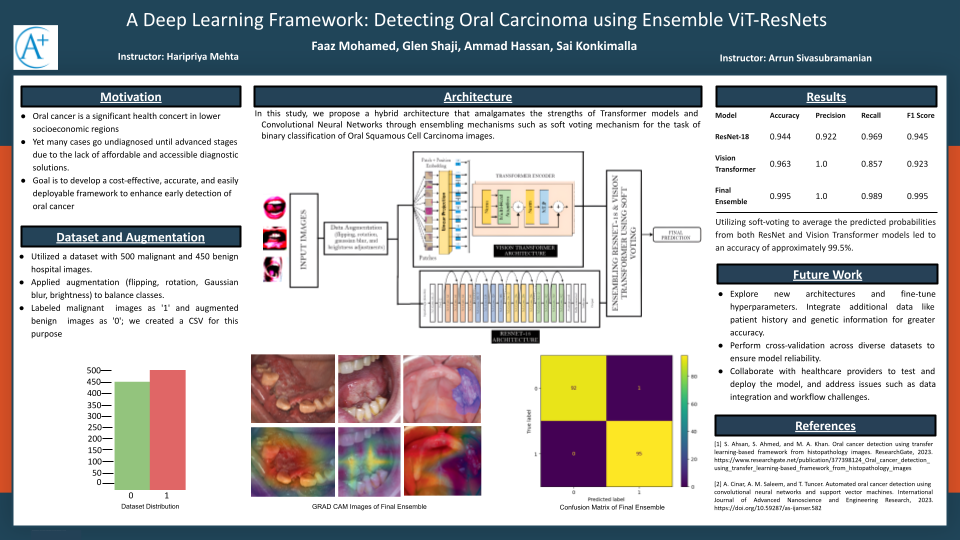 A Deep Learning Framework: Detecting Oral Carcinoma using Ensemble ViT-ResNets
A+
Faaz Mohamed, Glen Shaji, Ammad Hassan, Sai Konkimalla
Instructor: Haripriya Mehta
Instructor: Arrun Sivasubramanian
Motivation
● Oral cancer is a significant health concert in lower
socioeconomic regions
● Yet many cases go undiagnosed until advanced stages
due to the lack of affordable and accessible diagnostic
solutions.
● Goal is to develop a cost-effective, accurate, and easily
deployable framework to enhance early detection of
oral cancer
Dataset and Augmentation
● Utilized a dataset with 500 malignant and 450 benign
hospital images.
● Applied augmentation (flipping, rotation, Gaussian
blur, brightness) to balance classes.
● Labeled malignant images as '1' and augmented
benign images as '0'; we created a CSV for this
purpose
500
450
400
350
300
250
200
150
100
50
0
0 1
Dataset Distribution
Architecture
In this study, we propose a hybrid architecture that amalgamates the strengths of Transformer models and
Convolutional Neural Networks through ensembling mechanisms such as soft voting mechanism for the task of
binary classification of Oral Squamous Cell Carcinoma images.
INPUT IMAGES
Data Augmentation
(flipping, rotation,
gaussian blur, and
brightness adjustments)
Patch + Position
Embedding
Linear Projection
Patches
TRANSFORMER ENCODER
Norm
Norm
MLP
VISION TRANSFORMER
ARCHITECTURE
RESNET-18
ARCHITECTURE
ENSEMBLING RESNET-18 & VISION
TRANSFORMER USING SOFT
VOTING
FINAL
PREDICTION
GRAD CAM Images of Final Ensemble
True label
0
1
0
1
Predicted label
80
60
40
20
0
Confusion Matrix of Final Ensemble
Results
Model Accuracy Precision Recall F1 Score
ResNet-18 0.944 0.922 0.969 0.945
Vision
Transformer 0.963 1.0 0.857 0.923
Final
Ensemble 0.995 1.0 0.989 0.995
Utilizing soft-voting to average the predicted probabilities
from both ResNet and Vision Transformer models led to
an accuracy of approximately 99.5%.
Future Work
● Explore new architectures and fine-tune
hyperparameters. Integrate additional data like
patient history and genetic information for greater
accuracy.
● Perform cross-validation across diverse datasets to
ensure model reliability.
● Collaborate with healthcare providers to test and
deploy the model, and address issues such as data
integration and workflow challenges.
References
[1] S. Ahsan, S. Ahmed, and M. A. Khan. Oral cancer detection using transfer
learning-based framework from histopathology images. ResearchGate, 2023.
https://www.researchgate.net/publication/377398124_Oral_cancer_detection_
using_transfer_learning-based_framework_from_histopathology_images
[2] A. Cinar, A. M. Saleem, and T. Tuncer. Automated oral cancer detection using
convolutional neural networks and support vector machines. International
Journal of Advanced Nanoscience and Engineering Research, 2023.
https://doi.org/10.59287/as-ijanser.582